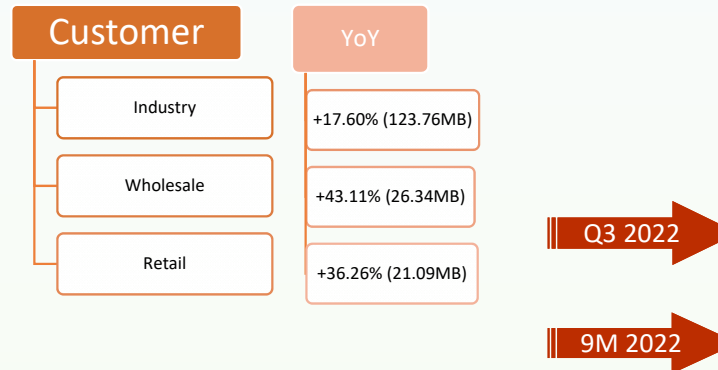 Customer
YoY
Industry
+17.60% (123.76MB)
Wholesale
+43.11% (26.34MB)
Retail
+36.26% (21.09MB)
Q3 2022
9M 2022